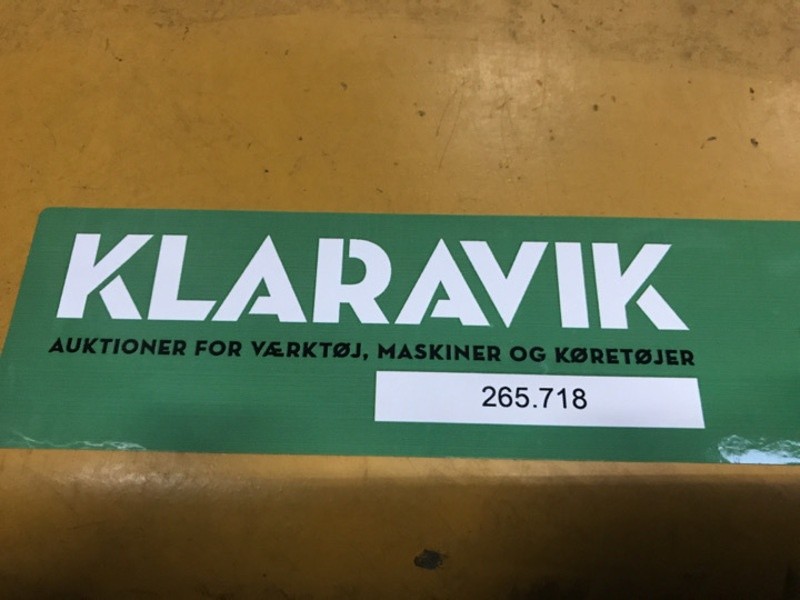 KLARAVIK
AUKTIONER FOR VÆRKTØJ, MASKINER OG KØRETØJER
265.718